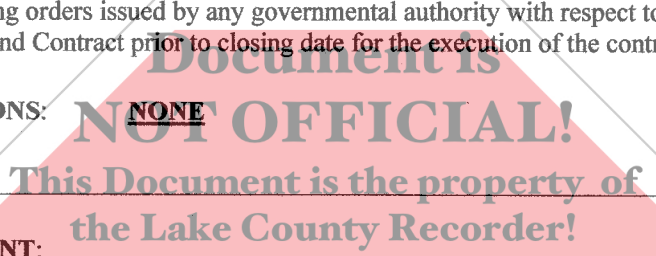 ng orders issued by any governmental authority with respect to
nd Contract prior to closing date for the execution of the contr
Document is
ONS: NONE
NOT OFFICIAL!
This Document is the property of
the Lake County Recorder!
NT: